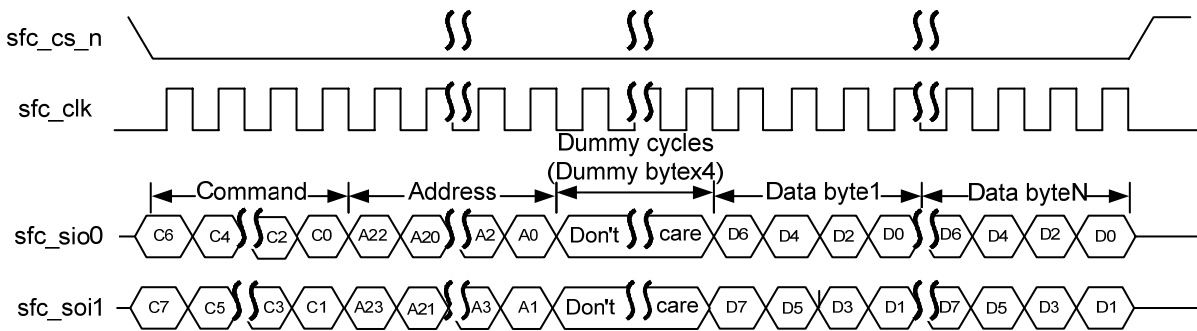 sfc_cs_n
sfc_clk
Dummy cycles
(Dummy bytex4)
Command Address Data byte1 Data byteN
sfc_sio0 C6 C4 C2 C0 A22 A20 A2 A0 Don't care D6 D4 D2 D0 D6 D4 D2 D0
sfc_soi1 C7 C5 C3 C1 A23 A21 A3 A1 Don't care D7 D5 D3 D1 D7 D5 D3 D1